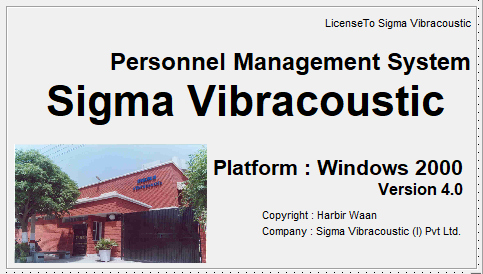 LicenseTo Sigma Vibracoustic
Personnel Management System
Sigma Vibracoustic
Platform : Windows 2000
Version 4.0
Copyright : Harbir Waan
Company : Sigma Vibracoustic (I) Pvt Ltd.